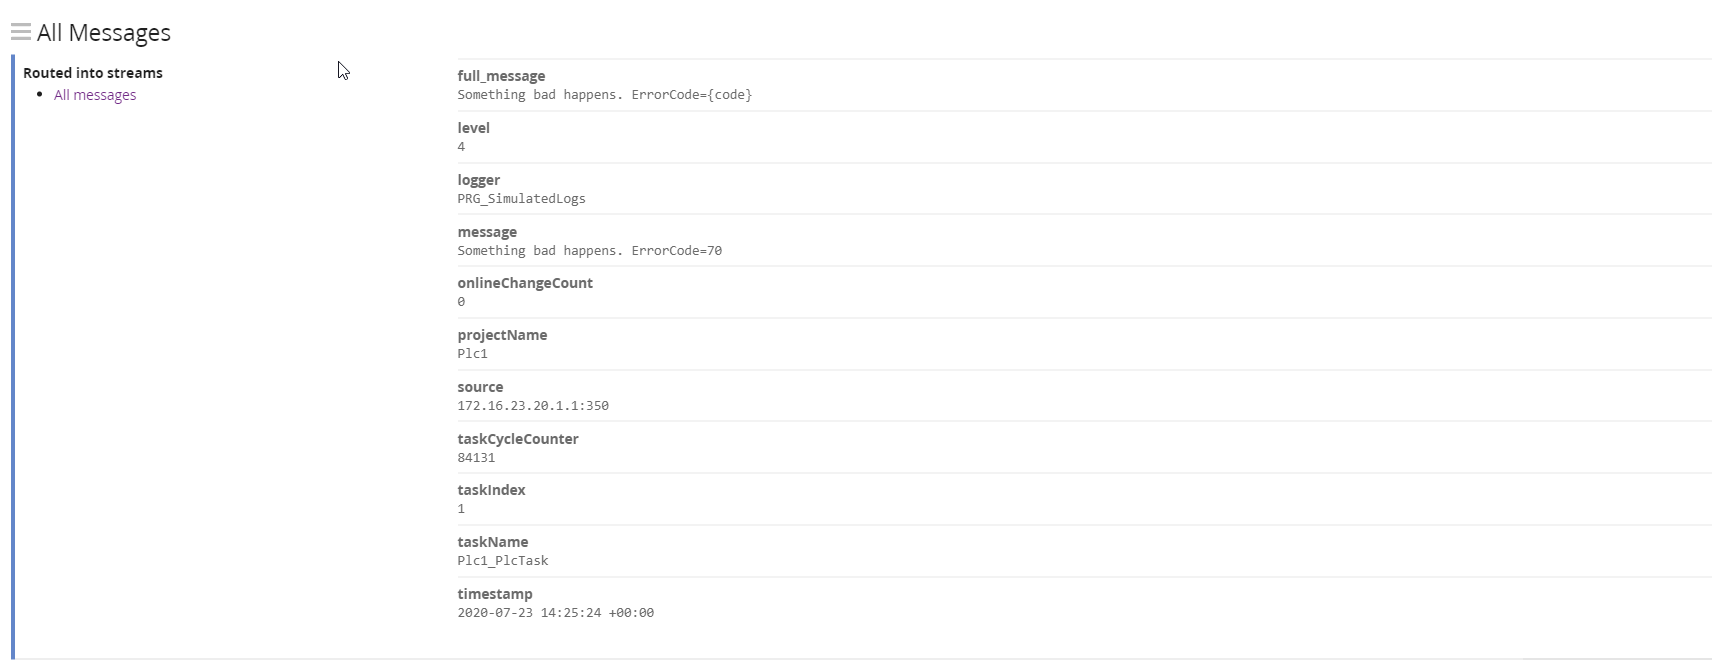 All Messages
Routed into streams
All messages
full_message
Something bad happens. ErrorCode={code}
level
4
logger
PRG_SimulatedLogs
message
Something bad happens. ErrorCode=70
onlineChangeCount
0
projectName
Plc1
source
172.16.23.20.1.1:350
taskCycleCounter
84131
taskIndex
1
taskName
Plc1_PlcTask
timestamp
2020-07-23 14:25:24 +00:00